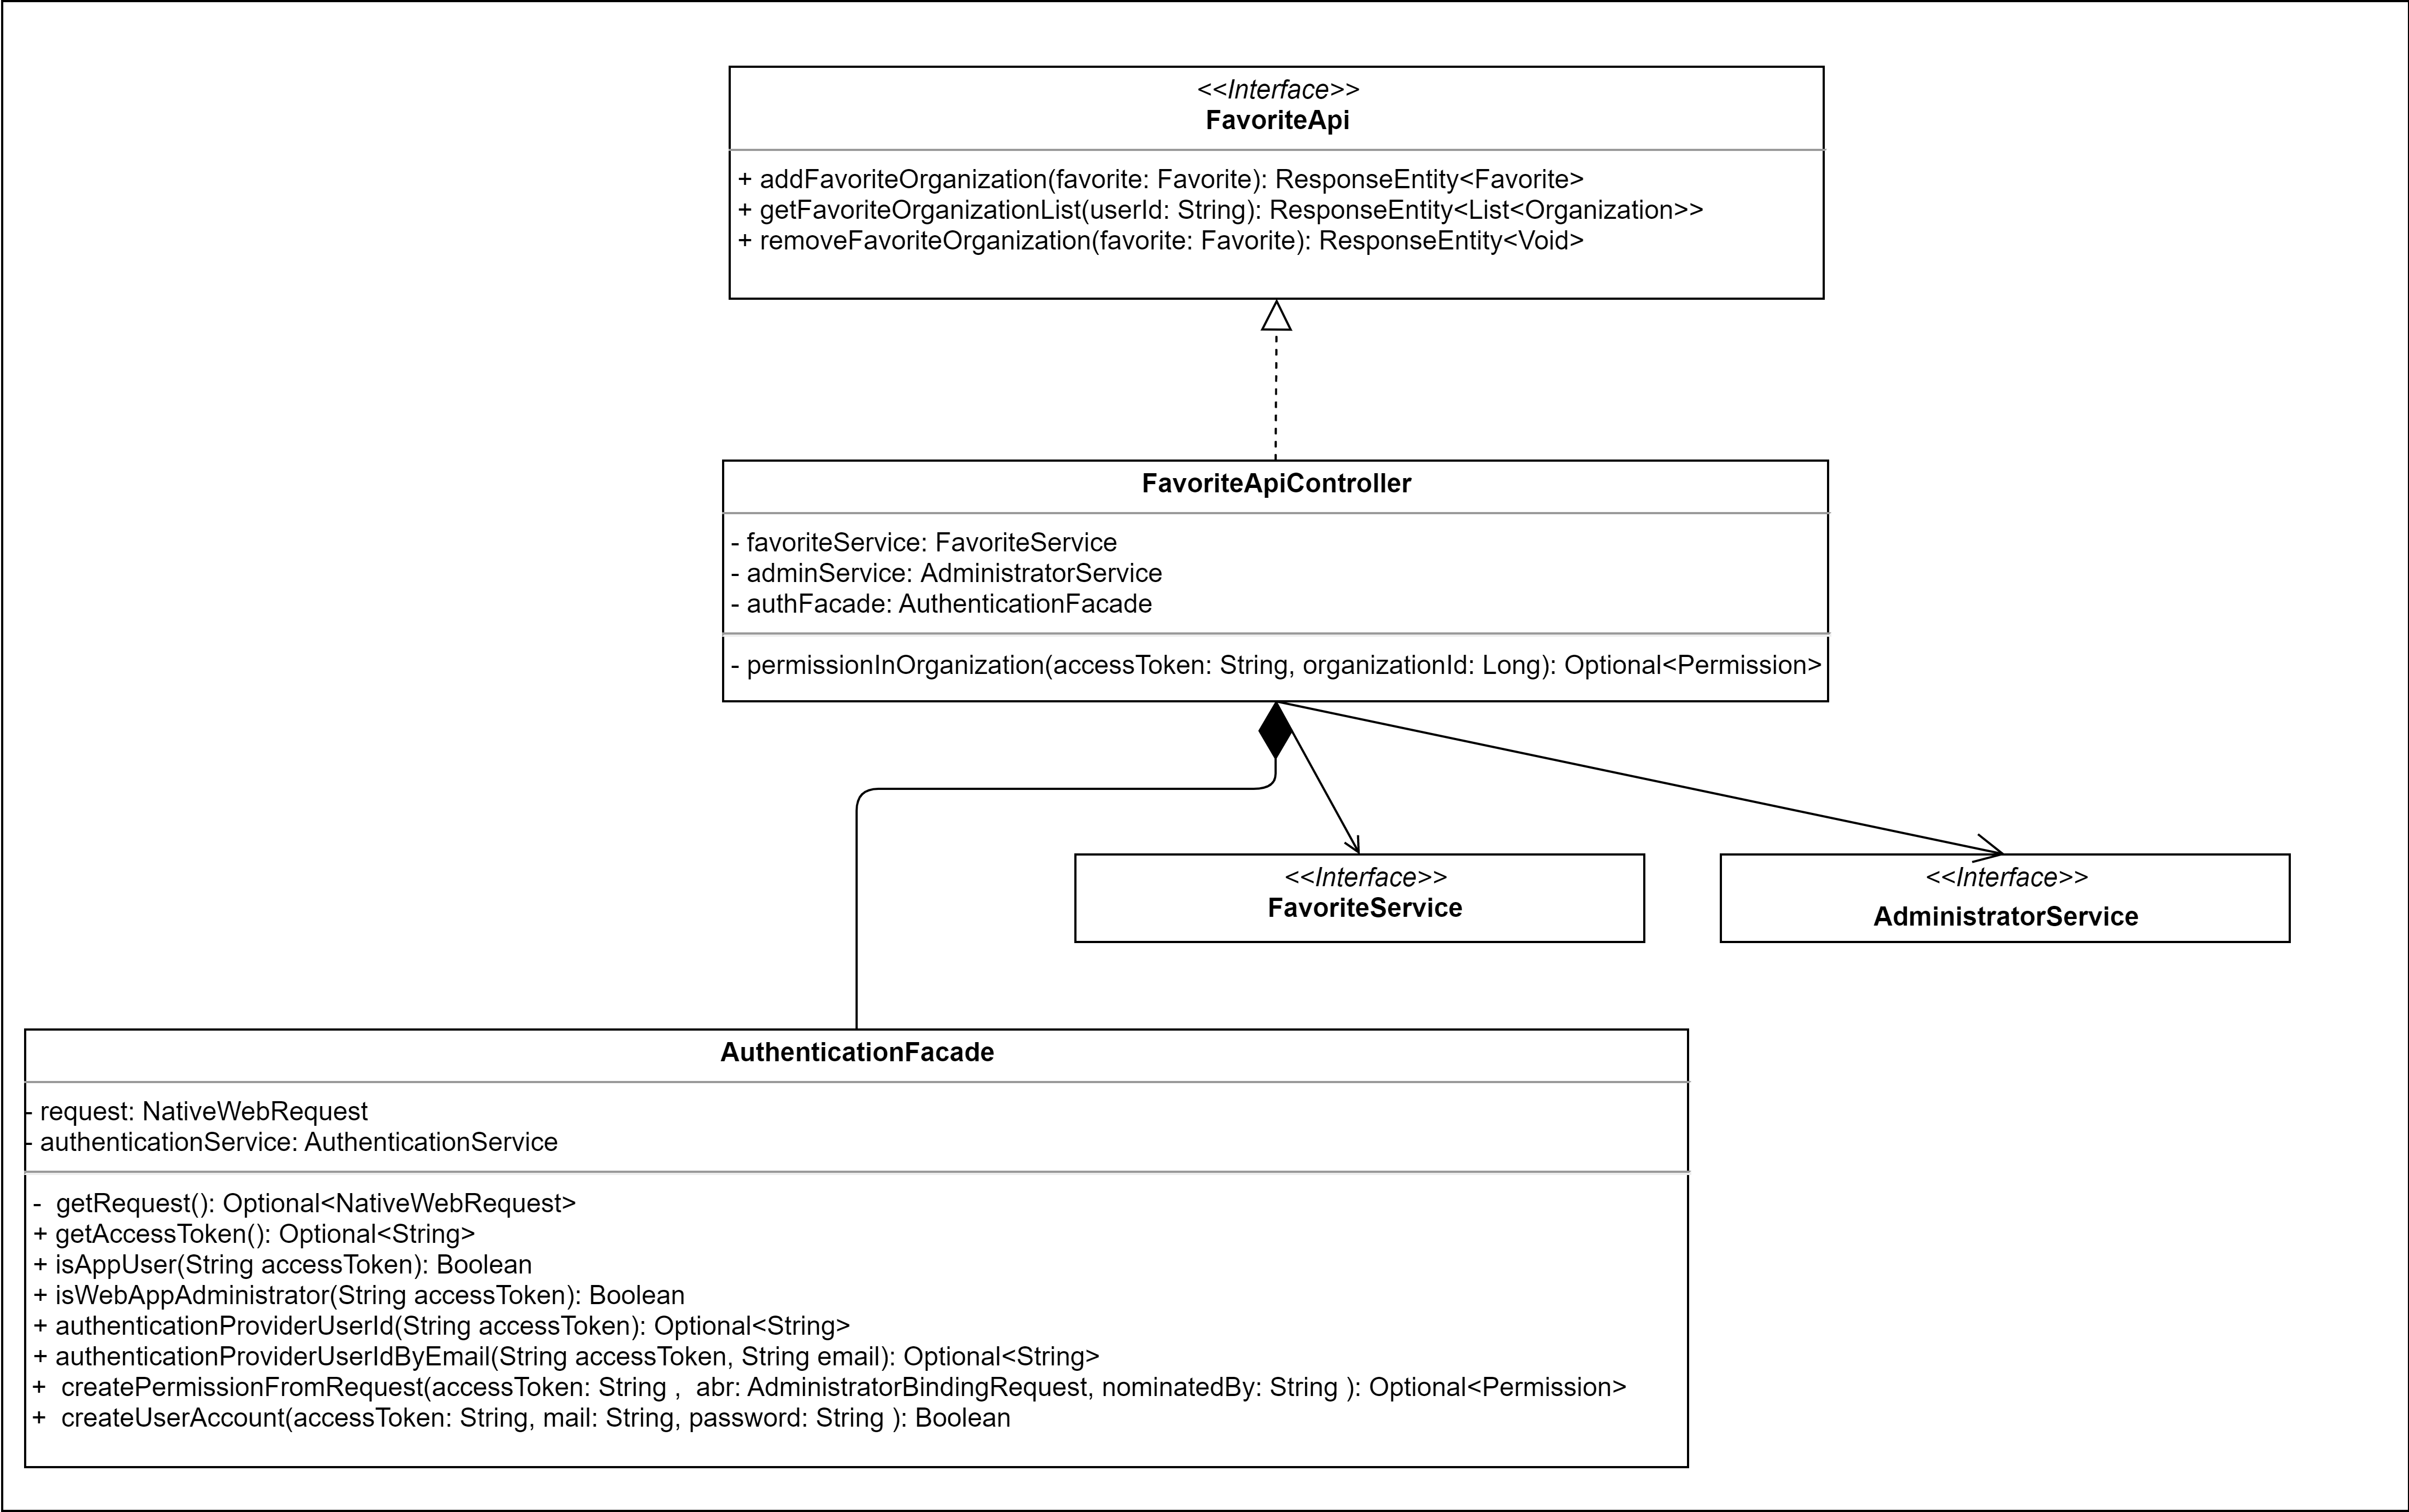 <<Interface>>
FavoriteApi
+ addFavoriteOrganization(favorite: Favorite): ResponseEntity<Favorite>
+ getFavoriteOrganizationList(userId: String): ResponseEntity<List<Organization>>
+ removeFavoriteOrganization(favorite: Favorite): ResponseEntity<Void>
FavoriteApiController
- favoriteService: FavoriteService
- adminService: AdministratorService
- authFacade: AuthenticationFacade
- permissionInOrganization(accessToken: String, organizationId: Long): Optional<Permission>
<<Interface>>
FavoriteService
<<Interface>>
AdministratorService
AuthenticationFacade
- request: NativeWebRequest
- authenticationService: AuthenticationService
- getRequest(): Optional<NativeWebRequest>
+ getAccessToken(): Optional<String>
+ isAppUser(String accessToken): Boolean
+ isWebAppAdministrator(String accessToken): Boolean
+ authenticationProviderUserId(String accessToken): Optional<String>
+ authenticationProviderUserIdByEmail(String accessToken, String email): Optional<String>
+ createPermissionFromRequest(accessToken: String , abr: AdministratorBindingRequest, nominatedBy: String ): Optional<Permission>
+ createUserAccount(accessToken: String, mail: String, password: String ): Boolean